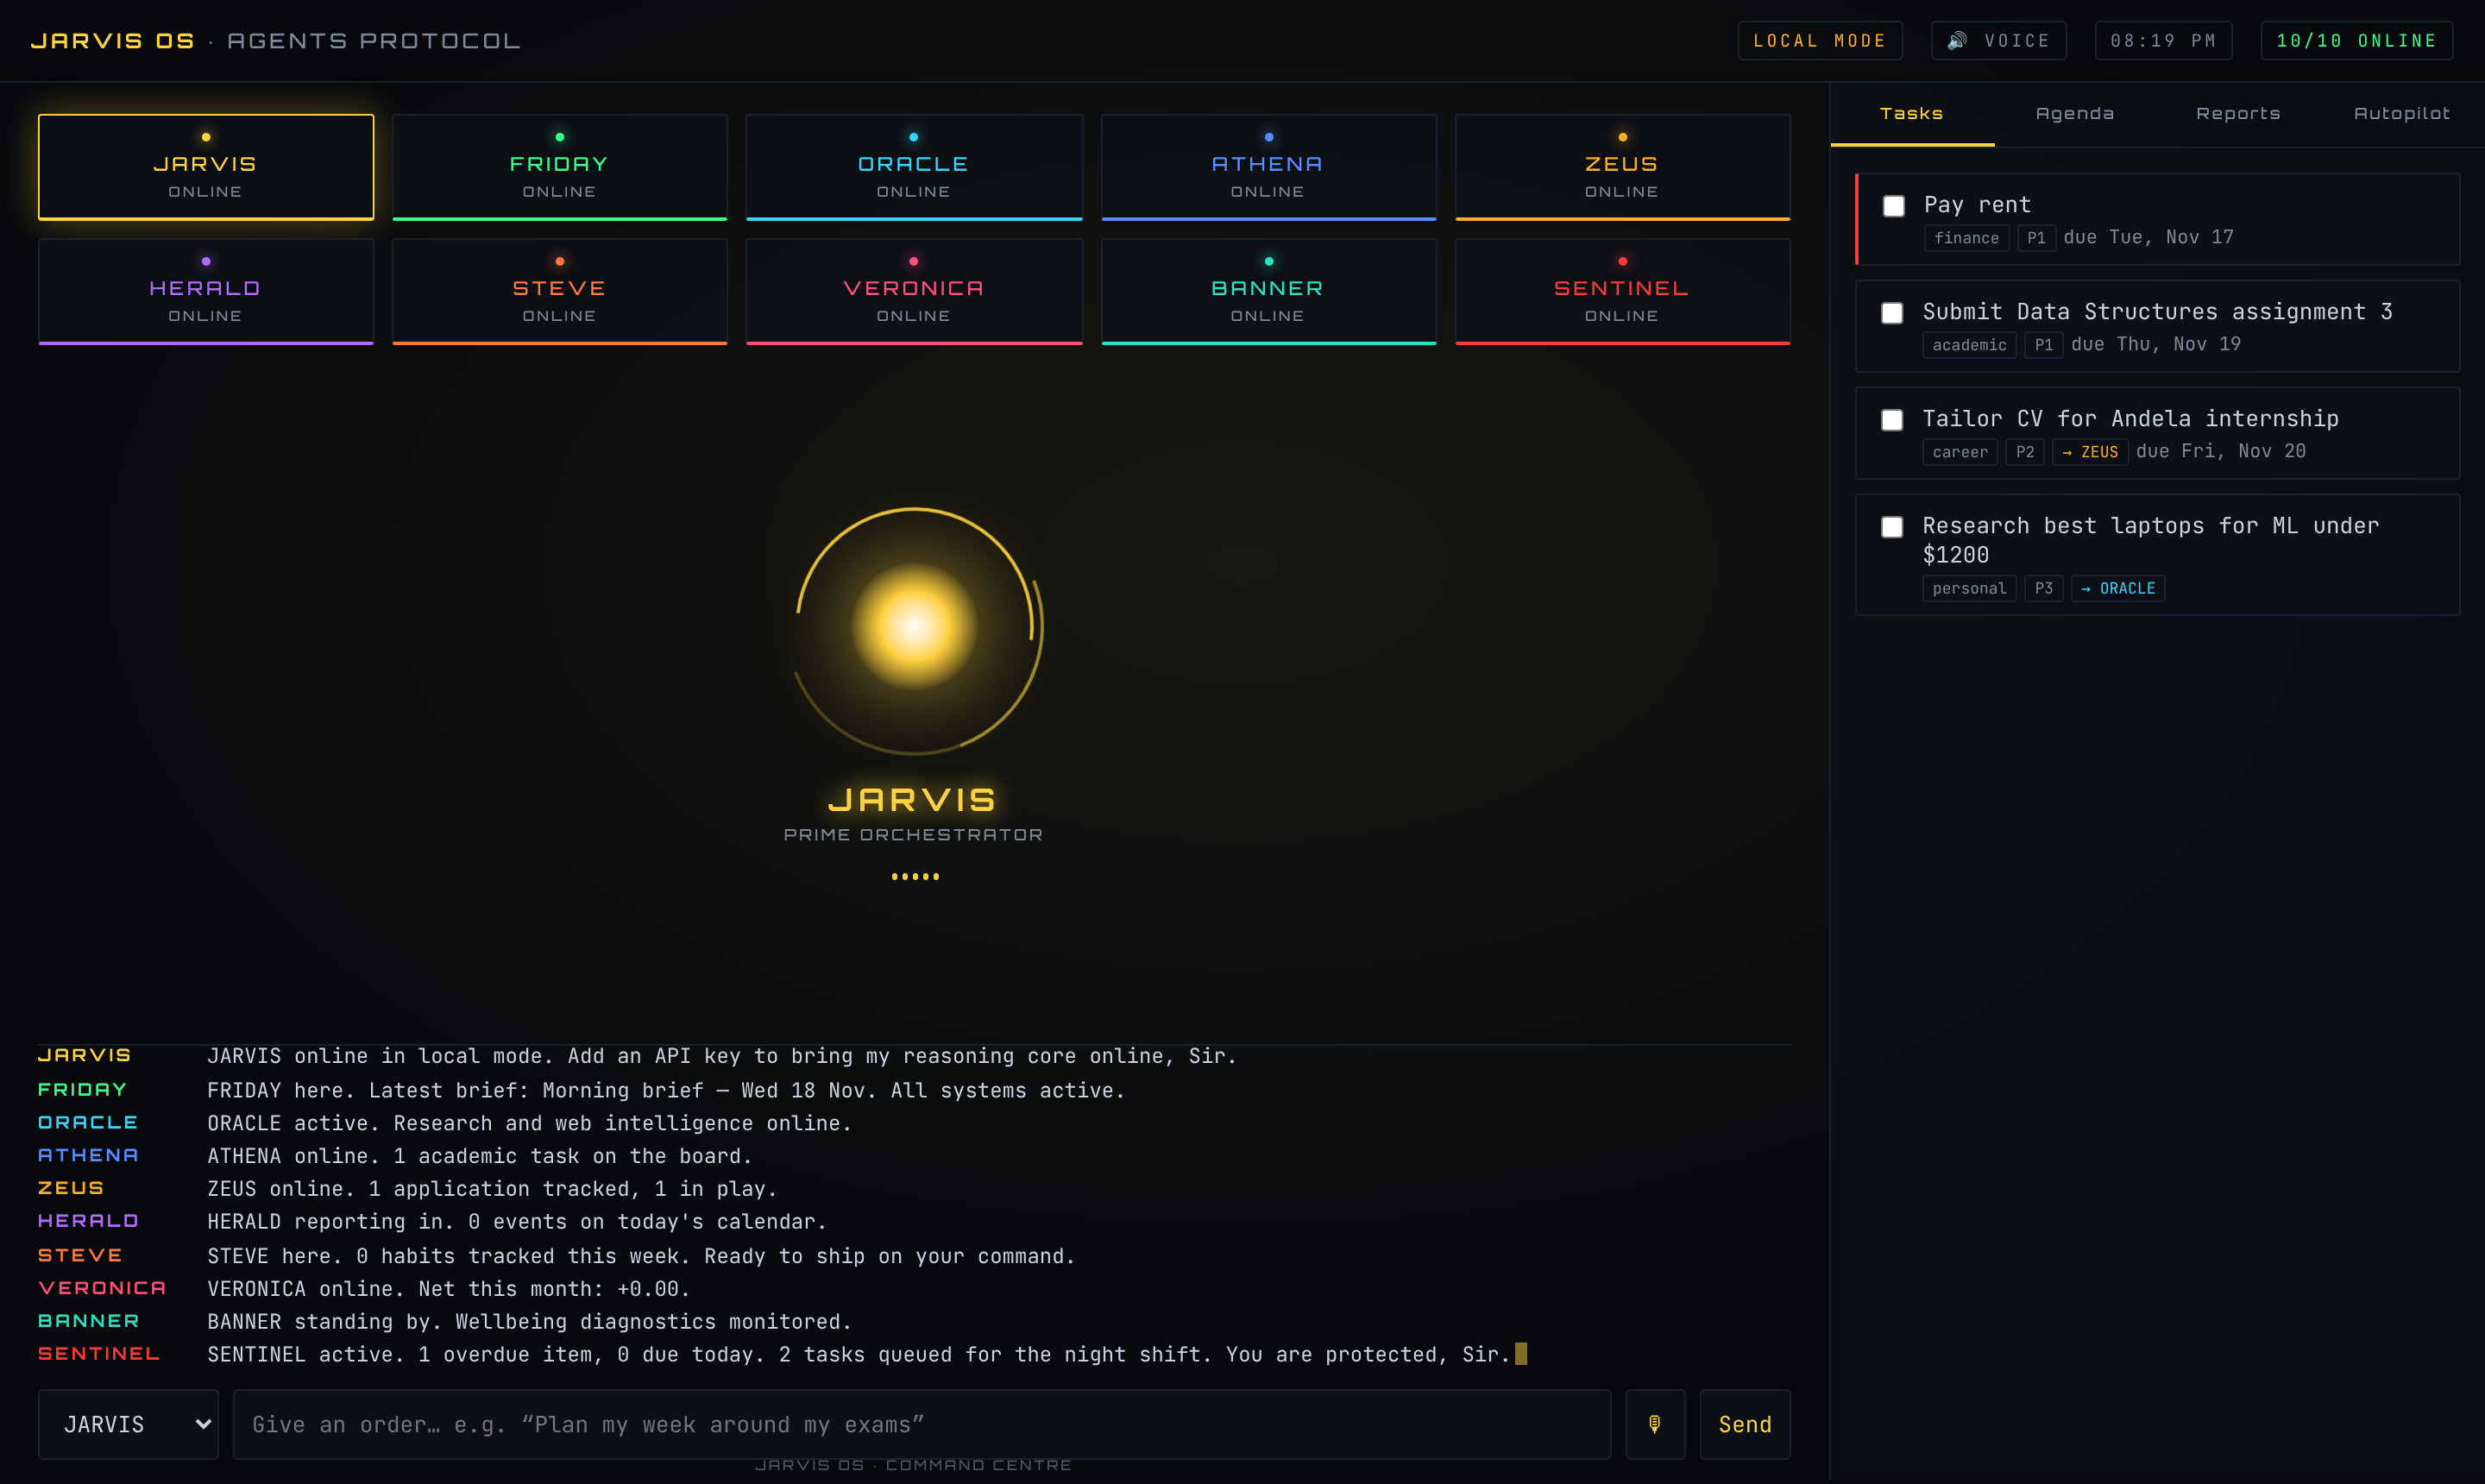 JARVIS OS · AGENTS PROTOCOL
LOCAL MODE
🔊 VOICE
08:19 PM
10/10 ONLINE
JARVIS
ONLINE
FRIDAY
ONLINE
ORACLE
ONLINE
ATHENA
ONLINE
ZEUS
ONLINE
HERALD
ONLINE
STEVE
ONLINE
VERONICA
ONLINE
BANNER
ONLINE
SENTINEL
ONLINE
JARVIS
PRIME ORCHESTRATOR
JARVIS JARVIS online in local mode. Add an API key to bring my reasoning core online, Sir.
FRIDAY FRIDAY here. Latest brief: Morning brief — Wed 18 Nov. All systems active.
ORACLE ORACLE active. Research and web intelligence online.
ATHENA ATHENA online. 1 academic task on the board.
ZEUS ZEUS online. 1 application tracked, 1 in play.
HERALD HERALD reporting in. 0 events on today's calendar.
STEVE STEVE here. 0 habits tracked this week. Ready to ship on your command.
VERONICA VERONICA online. Net this month: +0.00.
BANNER BANNER standing by. Wellbeing diagnostics monitored.
SENTINEL SENTINEL active. 1 overdue item, 0 due today. 2 tasks queued for the night shift. You are protected, Sir.
JARVIS
Give an order… e.g. “Plan my week around my exams”
Send
JARVIS OS · COMMAND CENTRE
Tasks
Agenda
Reports
Autopilot
Pay rent
finance P1 due Tue, Nov 17
Submit Data Structures assignment 3
academic P1 due Thu, Nov 19
Tailor CV for Andela internship
career P2 → ZEUS due Fri, Nov 20
Research best laptops for ML under
$1200
personal P3 → ORACLE